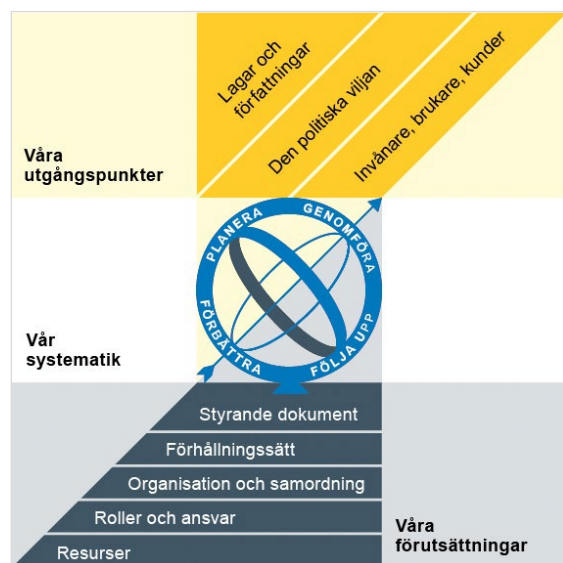 Lagar och
författningar
Den politiska viljan
Invånare, brukare, kunder
Våra
utgångspunkter
PLANERA
GENOMFÖRA
FÖRBÄTTRA
FÖLJA UPP
Vår
systematik
Styrande dokument
Förhållningssätt
Organisation och samordning
Roller och ansvar
Resurser
Våra
förutsättningar